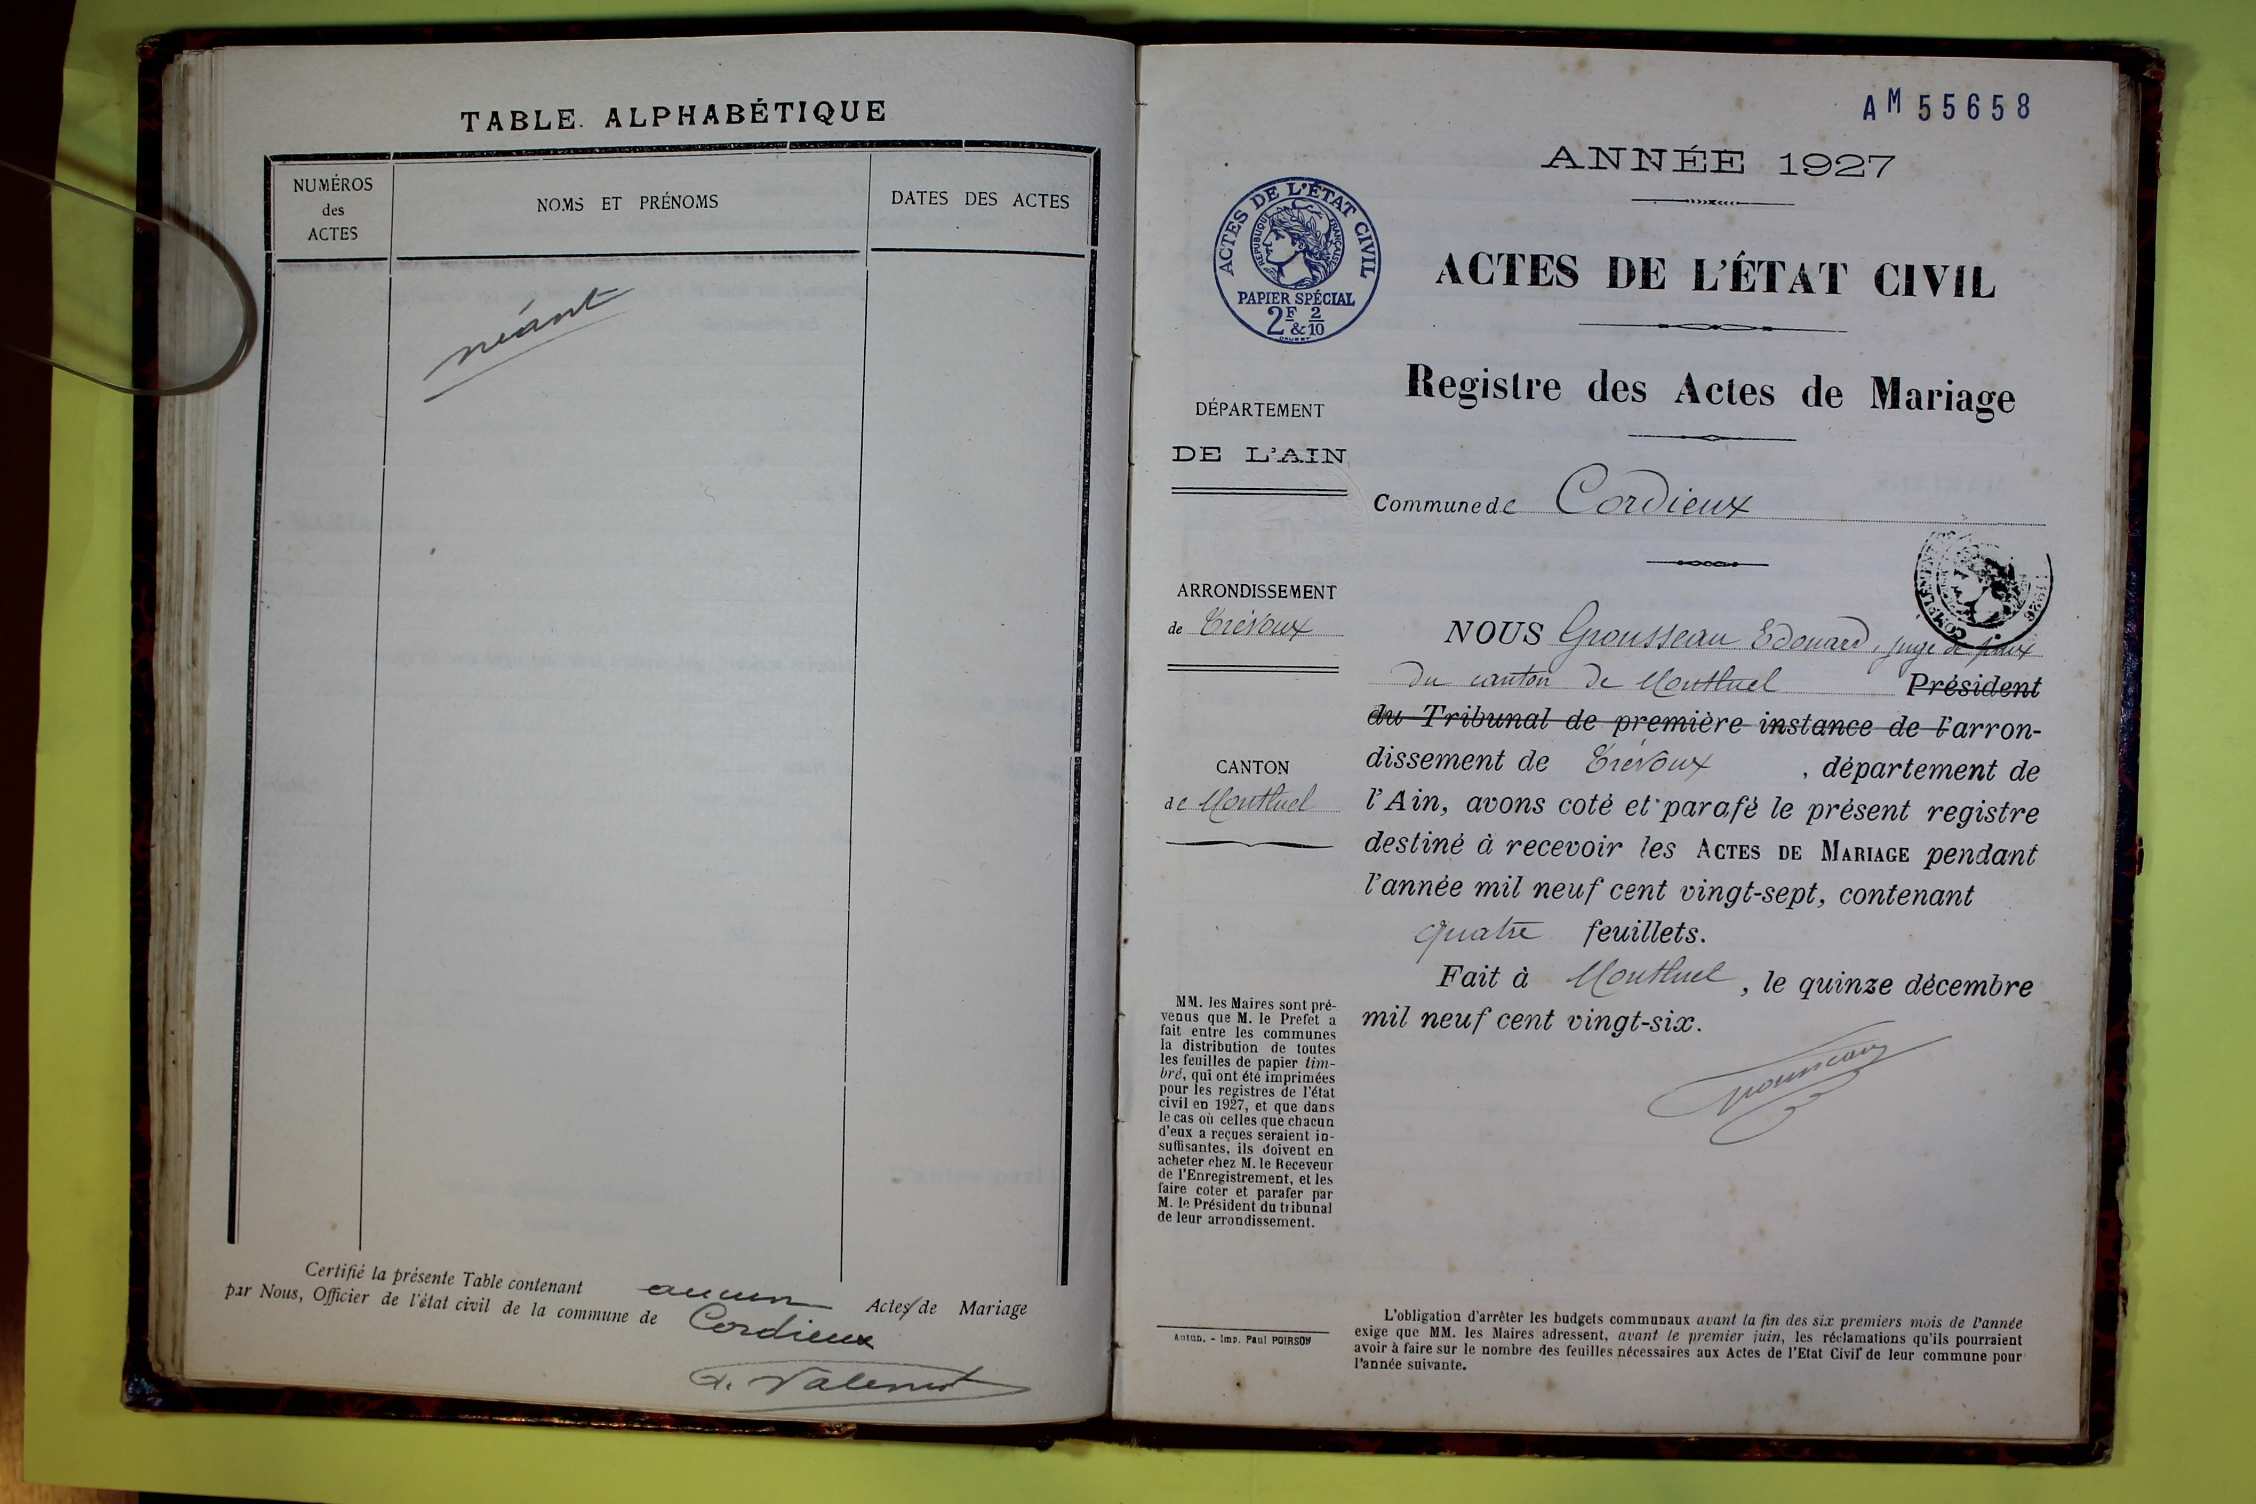 TABLE ALPHABÉTIQUE
NUMÉROS
des
ACTES
NOMS ET PRÉNOMS
DATES DES ACTES
néant
Certifié la présente Table contenant aucun Actes de Mariage
par Nous, Officier de l'état civil de la commune de Cordieux
AM 55658
ANNÉE 1927
ACTES DE L'ÉTAT CIVIL
RÉPUBLIQUE FRANÇAISE
PAPIER SPÉCIAL
2F & 2/10
ACTES DE L'ÉTAT CIVIL
Registre des Actes de Mariage
DÉPARTEMENT
DE L'AIN
Commune de Cordieux
ARRONDISSEMENT
de Trévoux
CANTON
de Montluel
NOUS Grousseau Edouard, juge de paix
du canton de Montluel Président
du Tribunal de première instance de l'arron-
dissement de Trévoux, département de
l'Ain, avons coté et parafé le présent registre
destiné à recevoir les ACTES DE MARIAGE pendant
l'année mil neuf cent vingt-sept, contenant
quatre feuillets.
Fait à Montluel, le quinze décembre
mil neuf cent vingt-six.
Grousseau
MM. les Maires sont pré-
venus que M. le Prefet a
fait entre les communes
la distribution de toutes
les feuilles de papier tim-
bré, qui ont été imprimées
pour les registres de l'état
civil en 1927, et que dans
le cas où celles que chacun
d'eux a reçues seraient in-
suffisantes, ils doivent en
acheter chez M. le Receveur
de l'Enregistrement, et les
faire coter et parafer par
M. le Président du tribunal
de leur arrondissement.
Autun. - Imp. Paul POIRSON
L'obligation d'arrêter les budgets communaux avant la fin des six premiers mois de l'année
exige que MM. les Maires adressent, avant le premier juin, les réclamations qu'ils pourraient
avoir à faire sur le nombre des feuilles nécessaires aux Actes de l'Etat Civil de leur commune pour
l'année suivante.